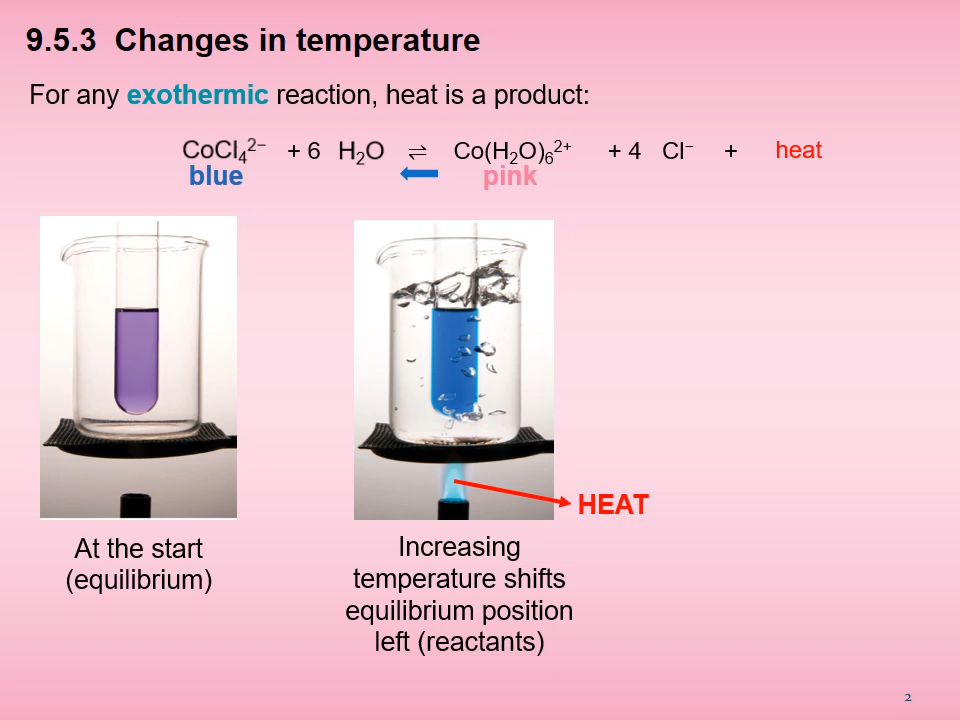 9.5.3 Changes in temperature
For any exothermic reaction, heat is a product:
CoCl₄²⁻ + 6 H₂O ⇌ Co(H₂O)₆²⁺ + 4 Cl⁻ + heat
blue pink
HEAT
At the start
(equilibrium)
Increasing
temperature shifts
equilibrium position
left (reactants)
2